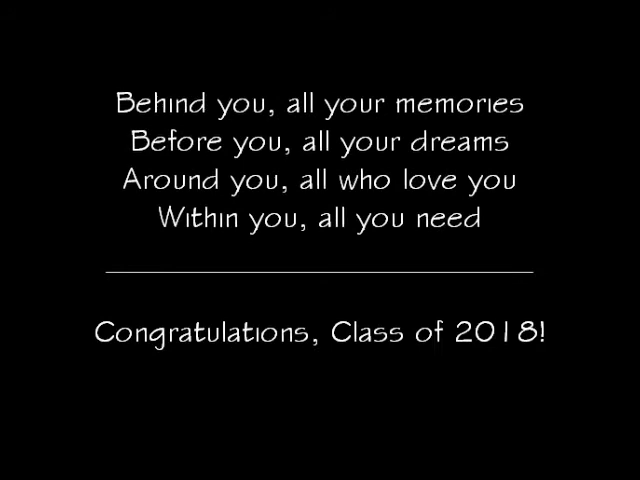 Behind you, all your memories
Before you, all your dreams
Around you, all who love you
Within you, all you need
Congratulations, Class of 2018!